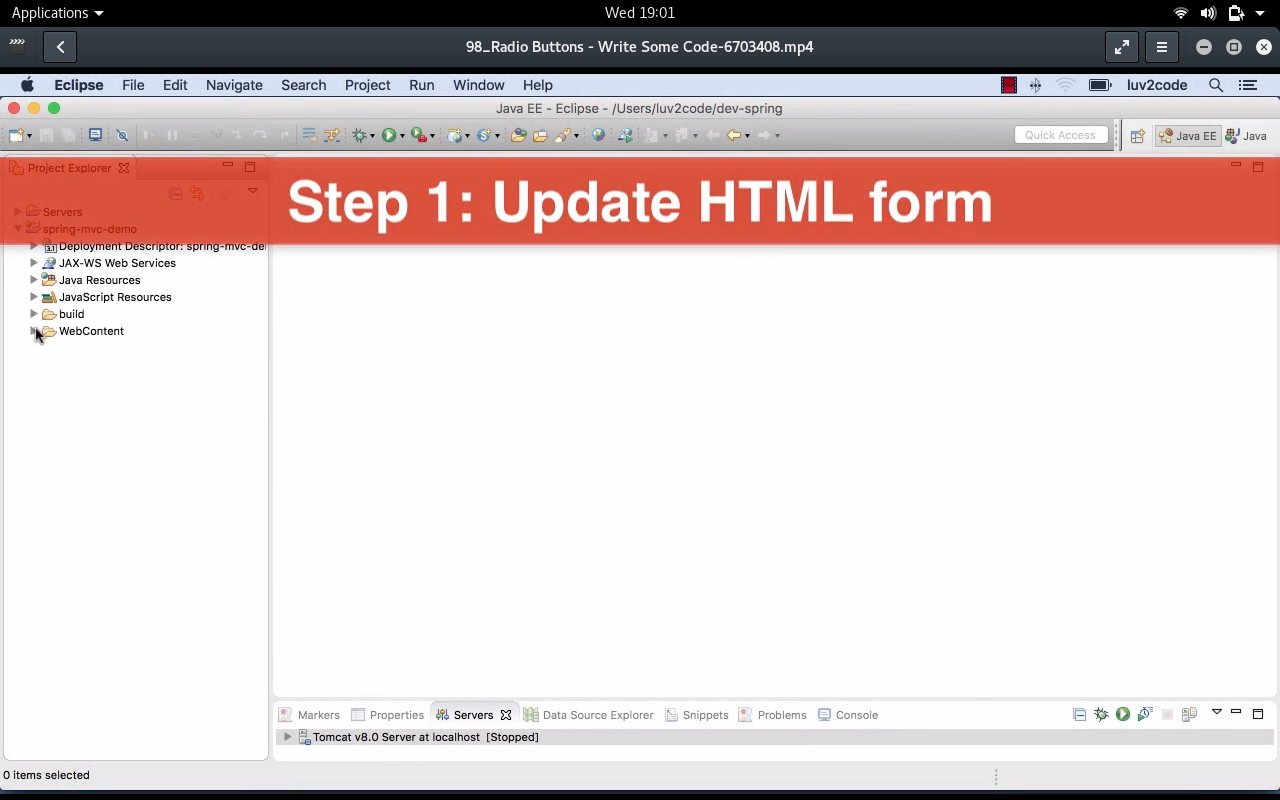 Applications
Wed 19:01
98_Radio Buttons - Write Some Code-6703408.mp4
Eclipse File Edit Navigate Search Project Run Window Help
luv2code
Java EE - Eclipse - /Users/luv2code/dev-spring
Quick Access
Java EE
Java
Project Explorer
Step 1: Update HTML form
Servers
spring-mvc-demo
Deployment Descriptor: spring-mvc-de
JAX-WS Web Services
Java Resources
JavaScript Resources
build
WebContent
Markers Properties Servers Data Source Explorer Snippets Problems Console
Tomcat v8.0 Server at localhost [Stopped]
0 items selected